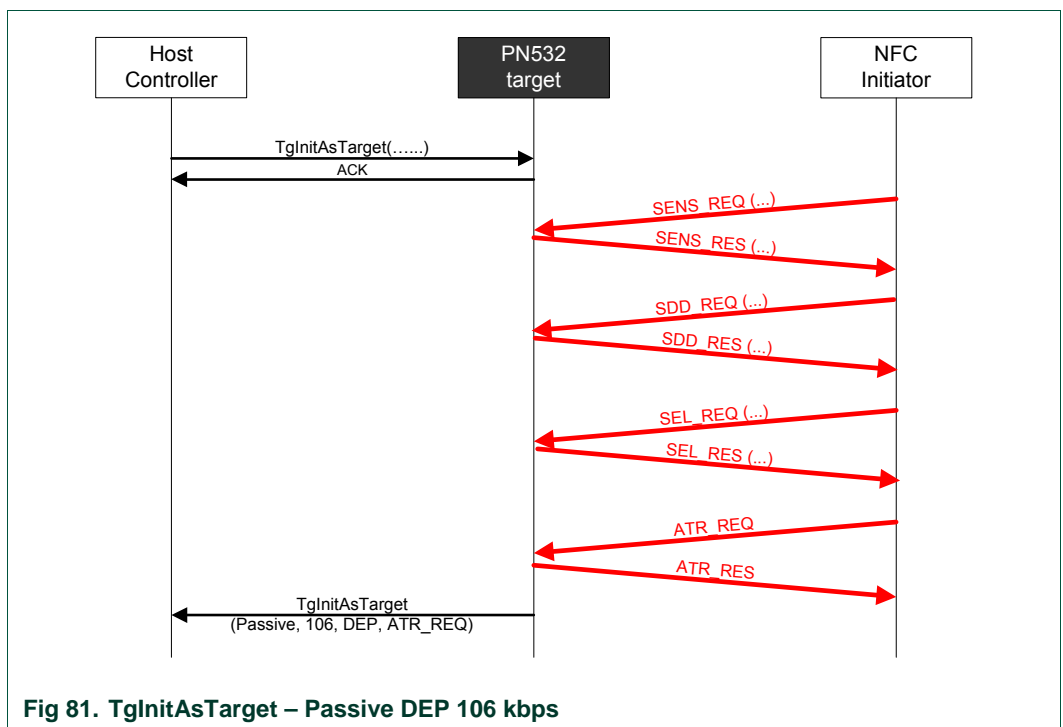 Host
Controller
PN532
target
NFC
Initiator
TgInitAsTarget(…...)
ACK
SENS_REQ (...)
SENS_RES (...)
SDD_REQ (...)
SDD_RES (...)
SEL_REQ (...)
SEL_RES (...)
ATR_REQ
ATR_RES
TgInitAsTarget
(Passive, 106, DEP, ATR_REQ)
Fig 81. TgInitAsTarget – Passive DEP 106 kbps